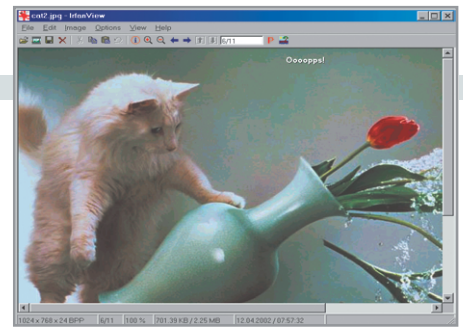 cat2.jpg - IrfanView
File Edit Image Options View Help
6/11
Oooopps!
1024 x 768 x 24 BPP 6/11 100 % 701.39 KB / 2.25 MB 12.04.2002 / 07:57:32